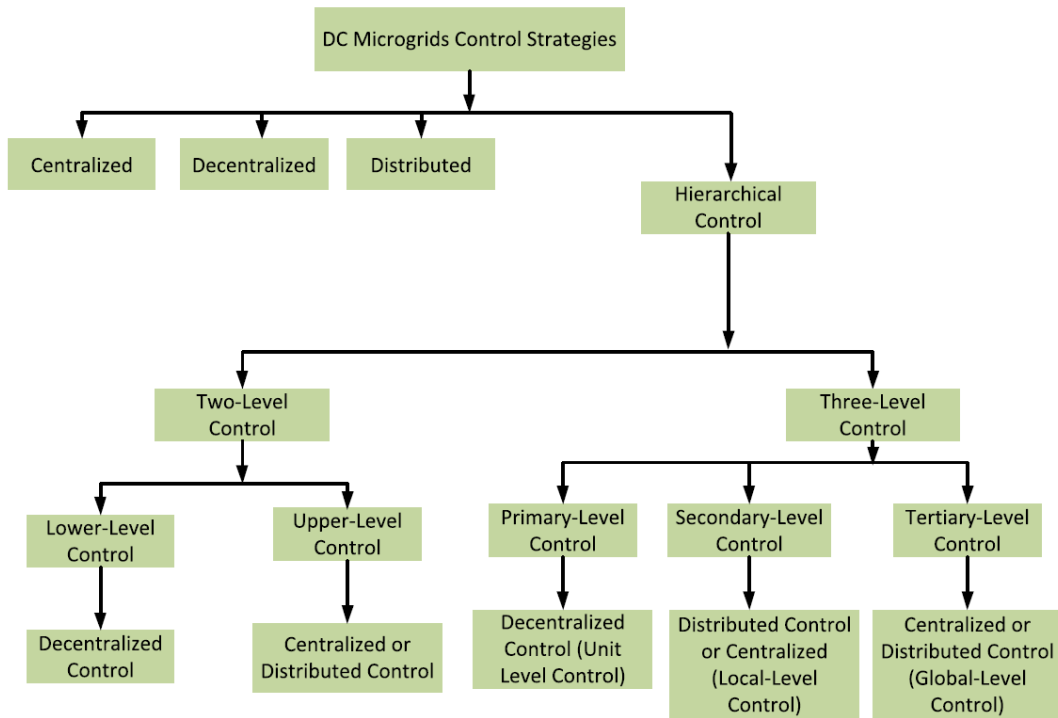 DC Microgrids Control Strategies
Centralized
Decentralized
Distributed
Hierarchical
Control
Two-Level
Control
Three-Level
Control
Lower-Level
Control
Upper-Level
Control
Primary-Level
Control
Secondary-Level
Control
Tertiary-Level
Control
Decentralized
Control
Centralized or
Distributed Control
Decentralized
Control (Unit
Level Control)
Distributed Control
or Centralized
(Local-Level
Control)
Centralized or
Distributed Control
(Global-Level
Control)